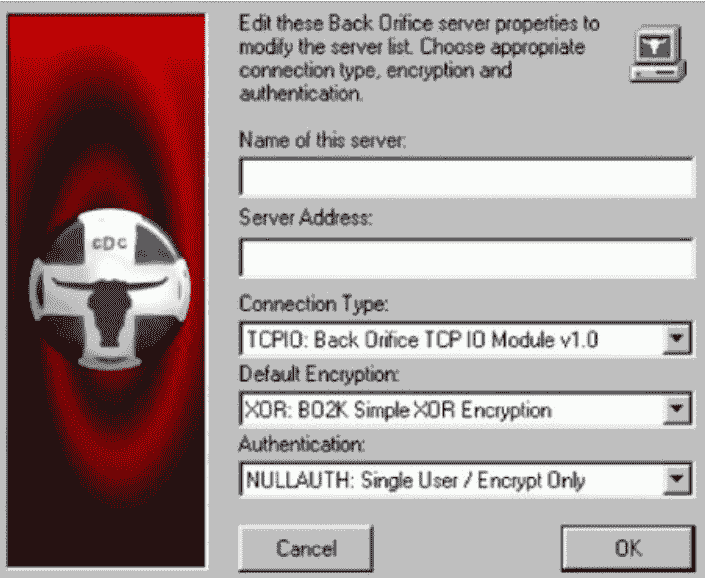 Edit these Back Orifice server properties to
modify the server list. Choose appropriate
connection type, encryption and
authentication.
Name of this server:
Server Address:
cDc
Connection Type:
TCPIO: Back Orifice TCP IO Module v1.0
Default Encryption:
XOR: BO2K Simple XOR Encryption
Authentication:
NULLAUTH: Single User / Encrypt Only
Cancel
OK